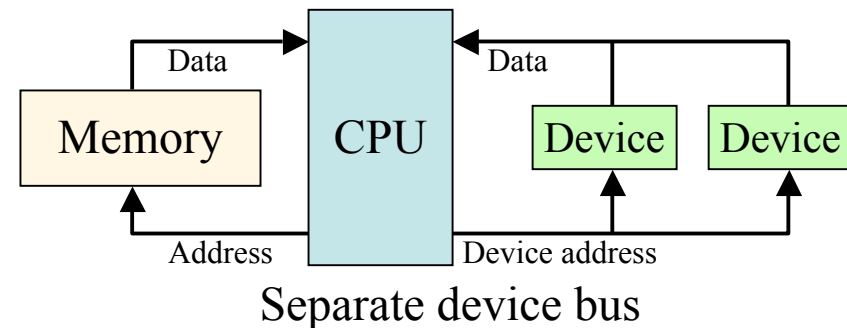 Data
Data
Memory
CPU
Device
Device
Address
Device address
Separate device bus